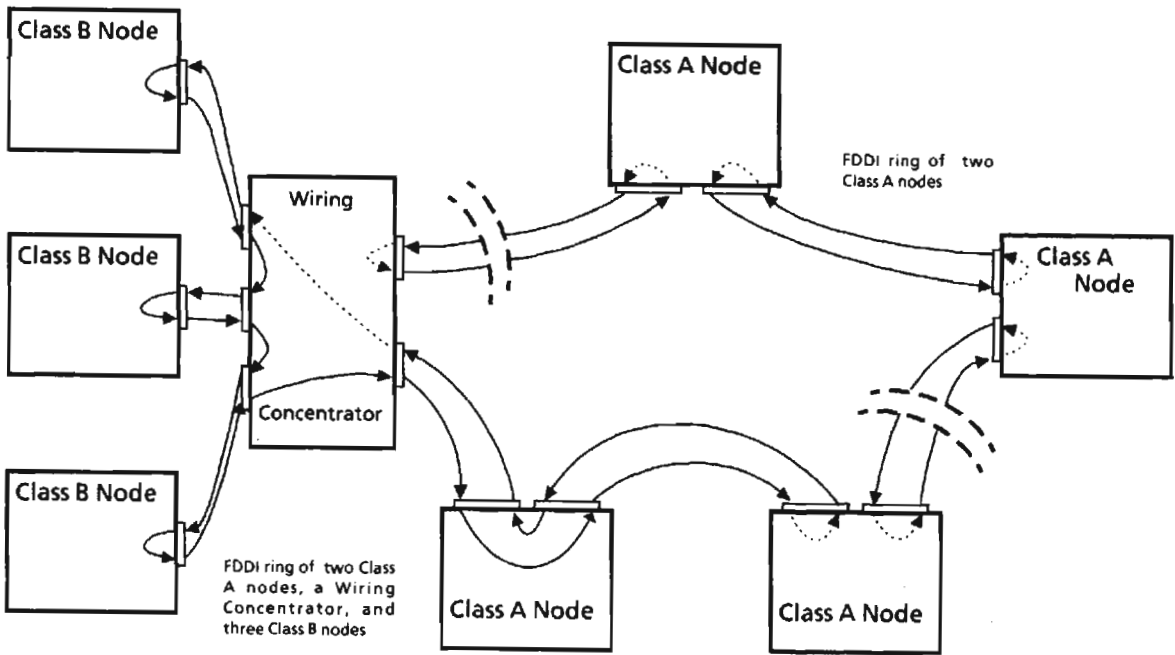 Class B Node
Class A Node
FDDI ring of two
Class A nodes
Wiring
Class B Node
Class A
Node
Concentrator
Class B Node
FDDI ring of two Class
A nodes, a Wiring
Concentrator, and
three Class B nodes
Class A Node
Class A Node